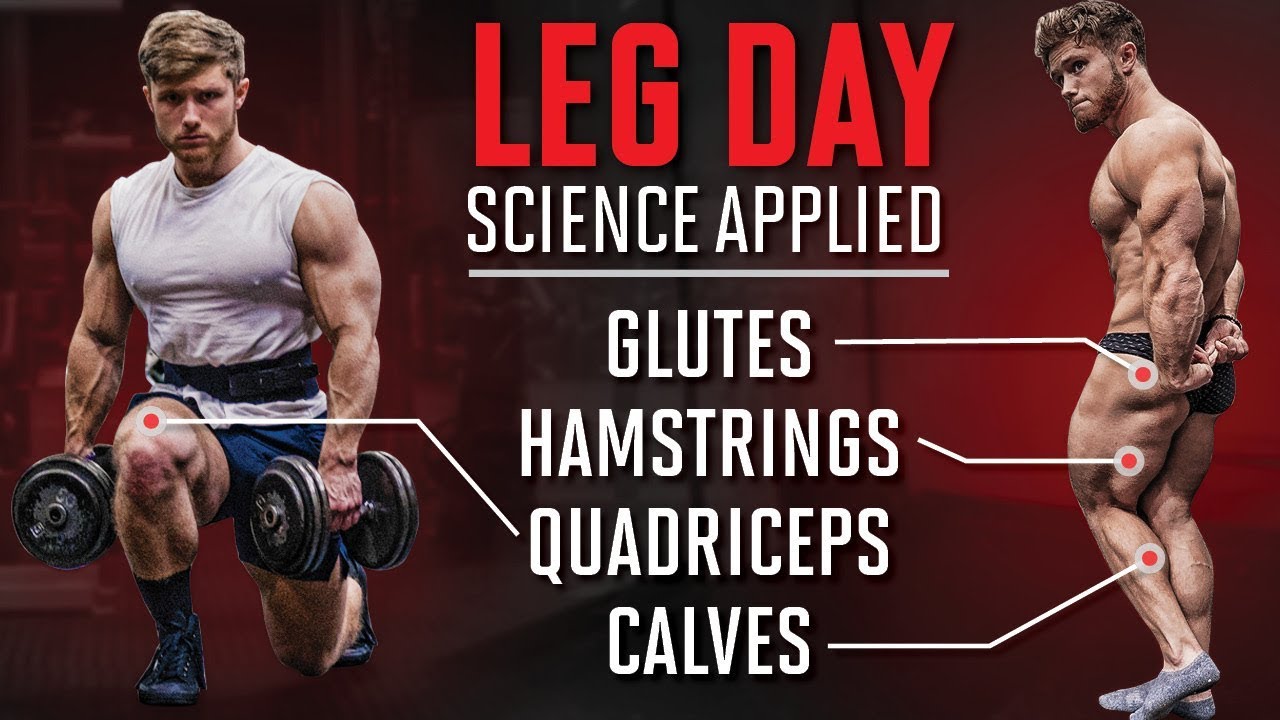 LEG DAY
SCIENCE APPLIED
GLUTES
HAMSTRINGS
QUADRICEPS
CALVES